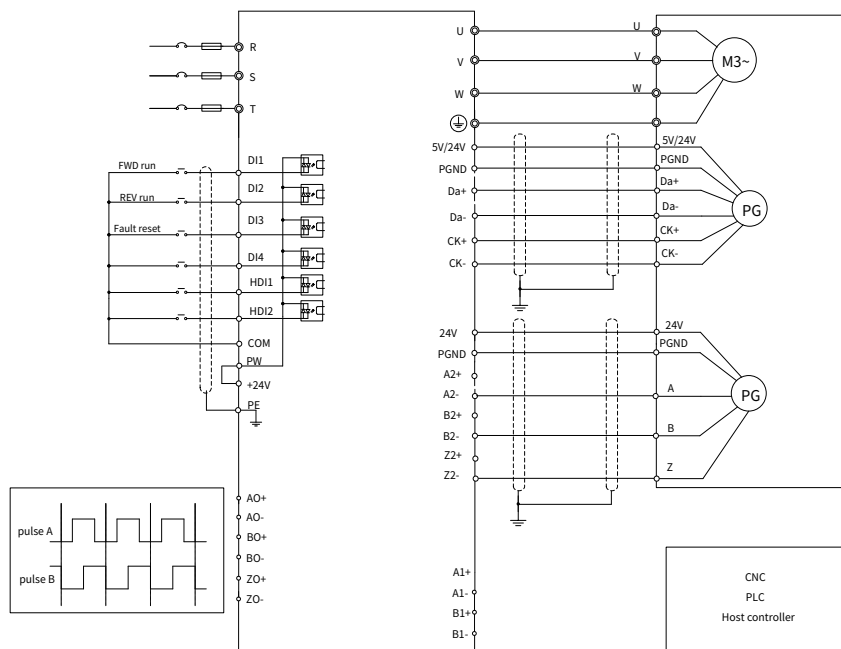 R
S
T
FWD run
DI1
REV run
DI2
Fault reset
DI3
DI4
HDI1
HDI2
COM
PW
+24V
PE
pulse A
pulse B
AO+
AO-
BO+
BO-
ZO+
ZO-
U
V
W
5V/24V
PGND
Da+
Da-
CK+
CK-
24V
PGND
A2+
A2-
B2+
B2-
Z2+
Z2-
A1+
A1-
B1+
B1-
U
V
W
M3~
5V/24V
PGND
Da+
Da-
CK+
CK-
PG
24V
PGND
A
B
Z
PG
CNC
PLC
Host controller